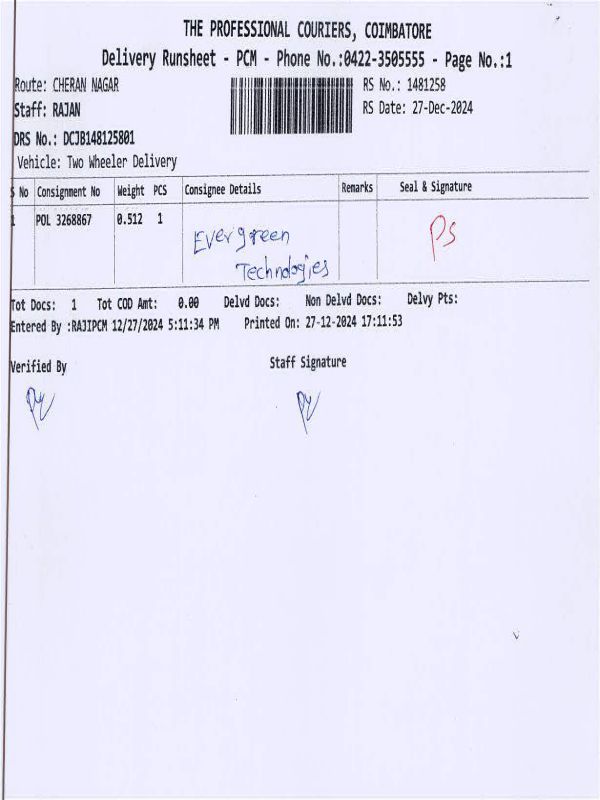 THE PROFESSIONAL COURIERS, COIMBATORE
Delivery Runsheet - PCM - Phone No.:0422-3505555 - Page No.:1
Route: CHERAN NAGAR RS No.: 1481258
Staff: RAJAN RS Date: 27-Dec-2024
DRS No.: DCJB148125801
Vehicle: Two Wheeler Delivery
S No Consignment No Weight PCS Consignee Details Remarks Seal & Signature
1 POL 3268867 0.512 1 Evergreen Ps
Technologies
Tot Docs: 1 Tot COD Amt: 0.00 Delvd Docs: Non Delvd Docs: Delvy Pts:
Entered By :RAJIPCM 12/27/2024 5:11:34 PM Printed On: 27-12-2024 17:11:53
Verified By Staff Signature